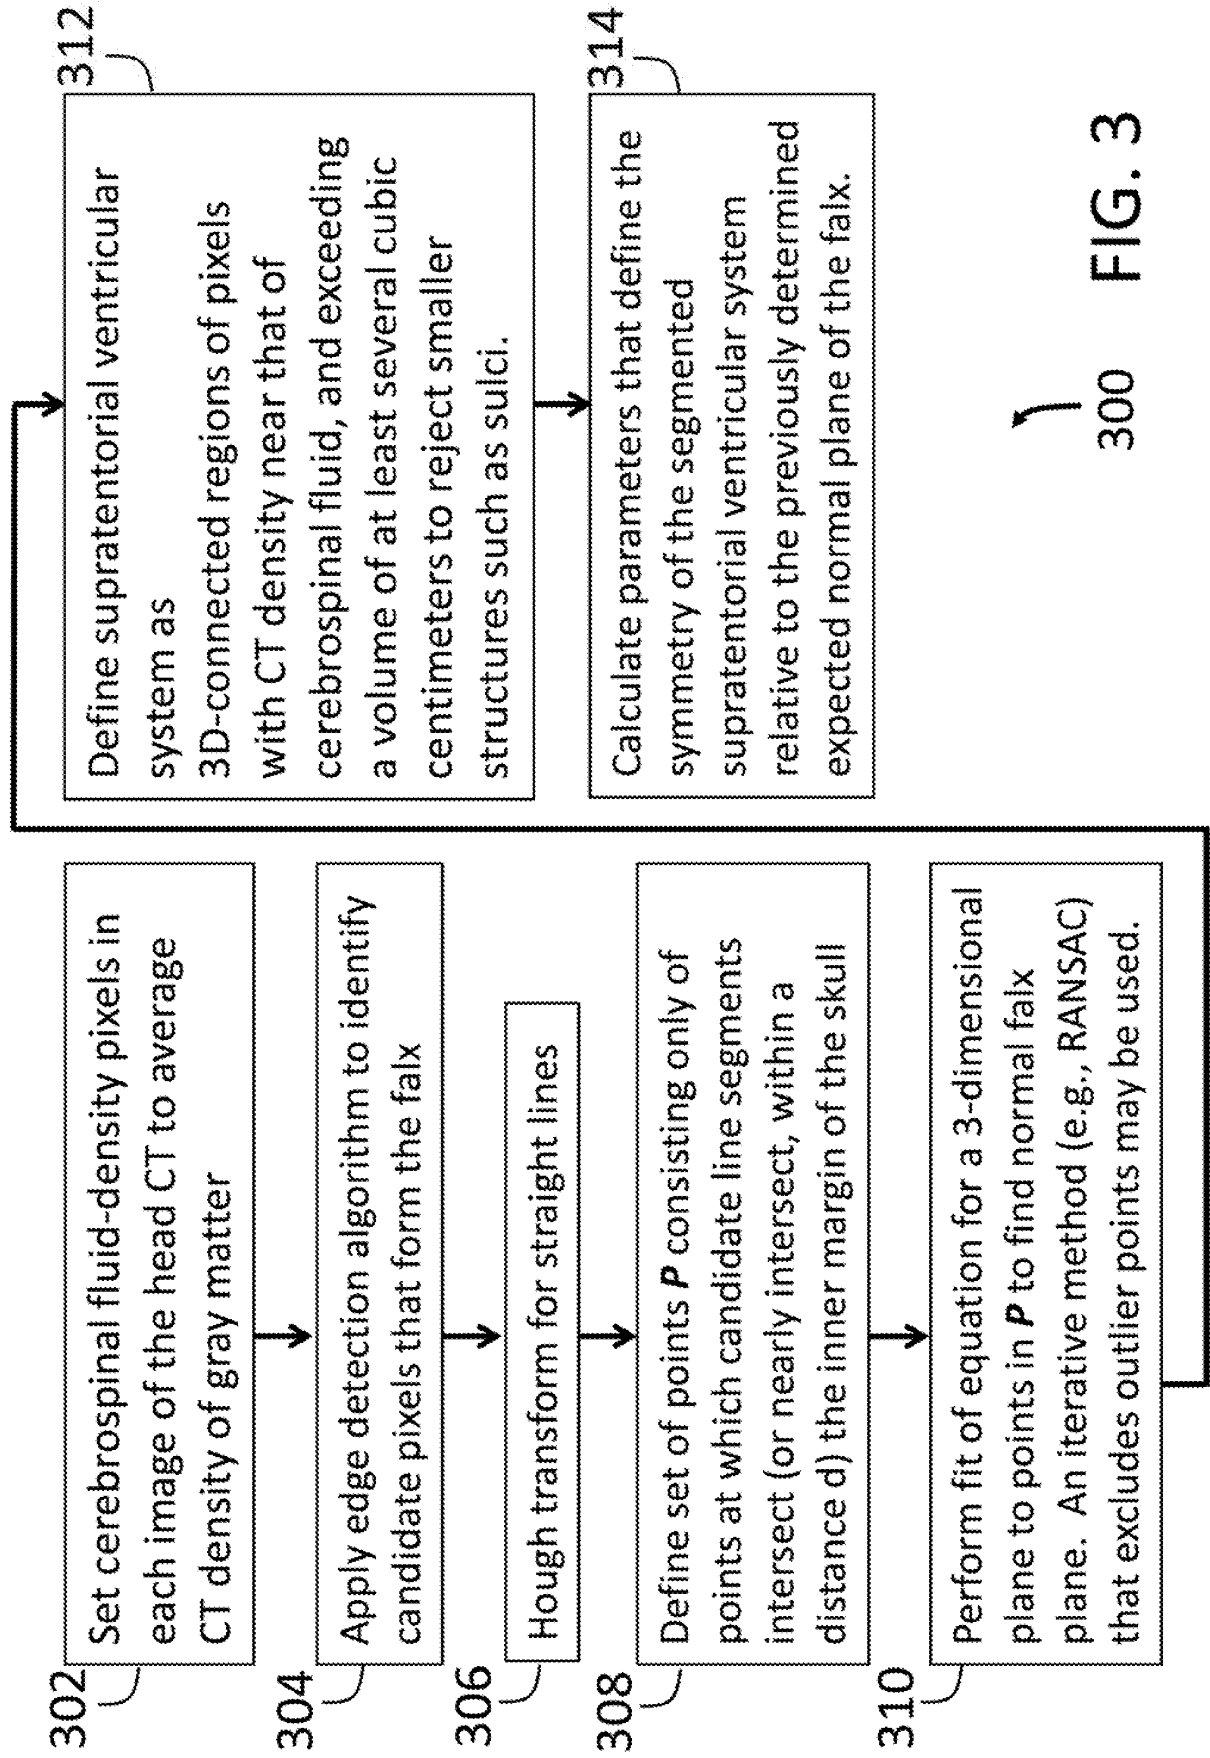 302
Set cerebrospinal fluid-density pixels in
each image of the head CT to average
CT density of gray matter
304
Apply edge detection algorithm to identify
candidate pixels that form the falx
306
Hough transform for straight lines
308
Define set of points P consisting only of
points at which candidate line segments
intersect (or nearly intersect, within a
distance d) the inner margin of the skull
310
Perform fit of equation for a 3-dimensional
plane to points in P to find normal falx
plane. An iterative method (e.g., RANSAC)
that excludes outlier points may be used.
312
Define supratentorial ventricular
system as
3D-connected regions of pixels
with CT density near that of
cerebrospinal fluid, and exceeding
a volume of at least several cubic
centimeters to reject smaller
structures such as sulci.
314
Calculate parameters that define the
symmetry of the segmented
supratentorial ventricular system
relative to the previously determined
expected normal plane of the falx.
300
FIG. 3